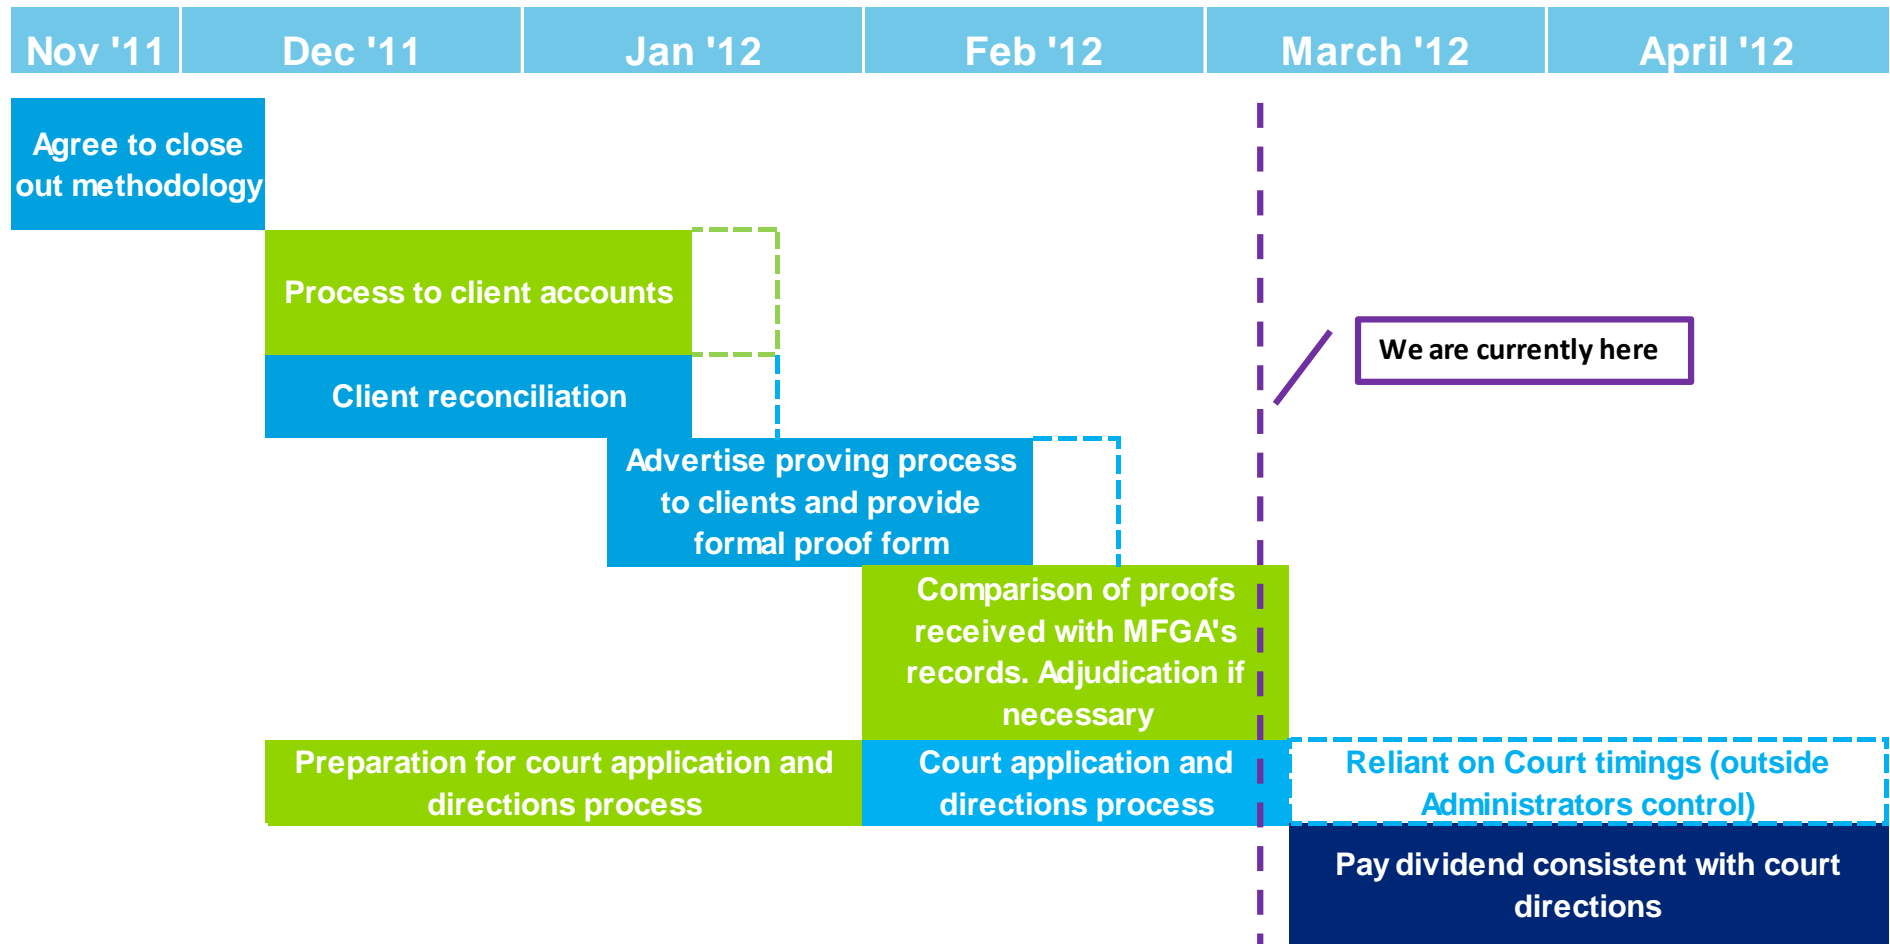 Nov '11 Dec '11 Jan '12 Feb '12 March '12 April '12
Agree to close
out methodology
Process to client accounts
We are currently here
Client reconciliation
Advertise proving process
to clients and provide
formal proof form
Comparison of proofs
received with MFGA's
records. Adjudication if
necessary
Preparation for court application and
directions process
Court application and
directions process
Reliant on Court timings (outside
Administrators control)
Pay dividend consistent with court
directions